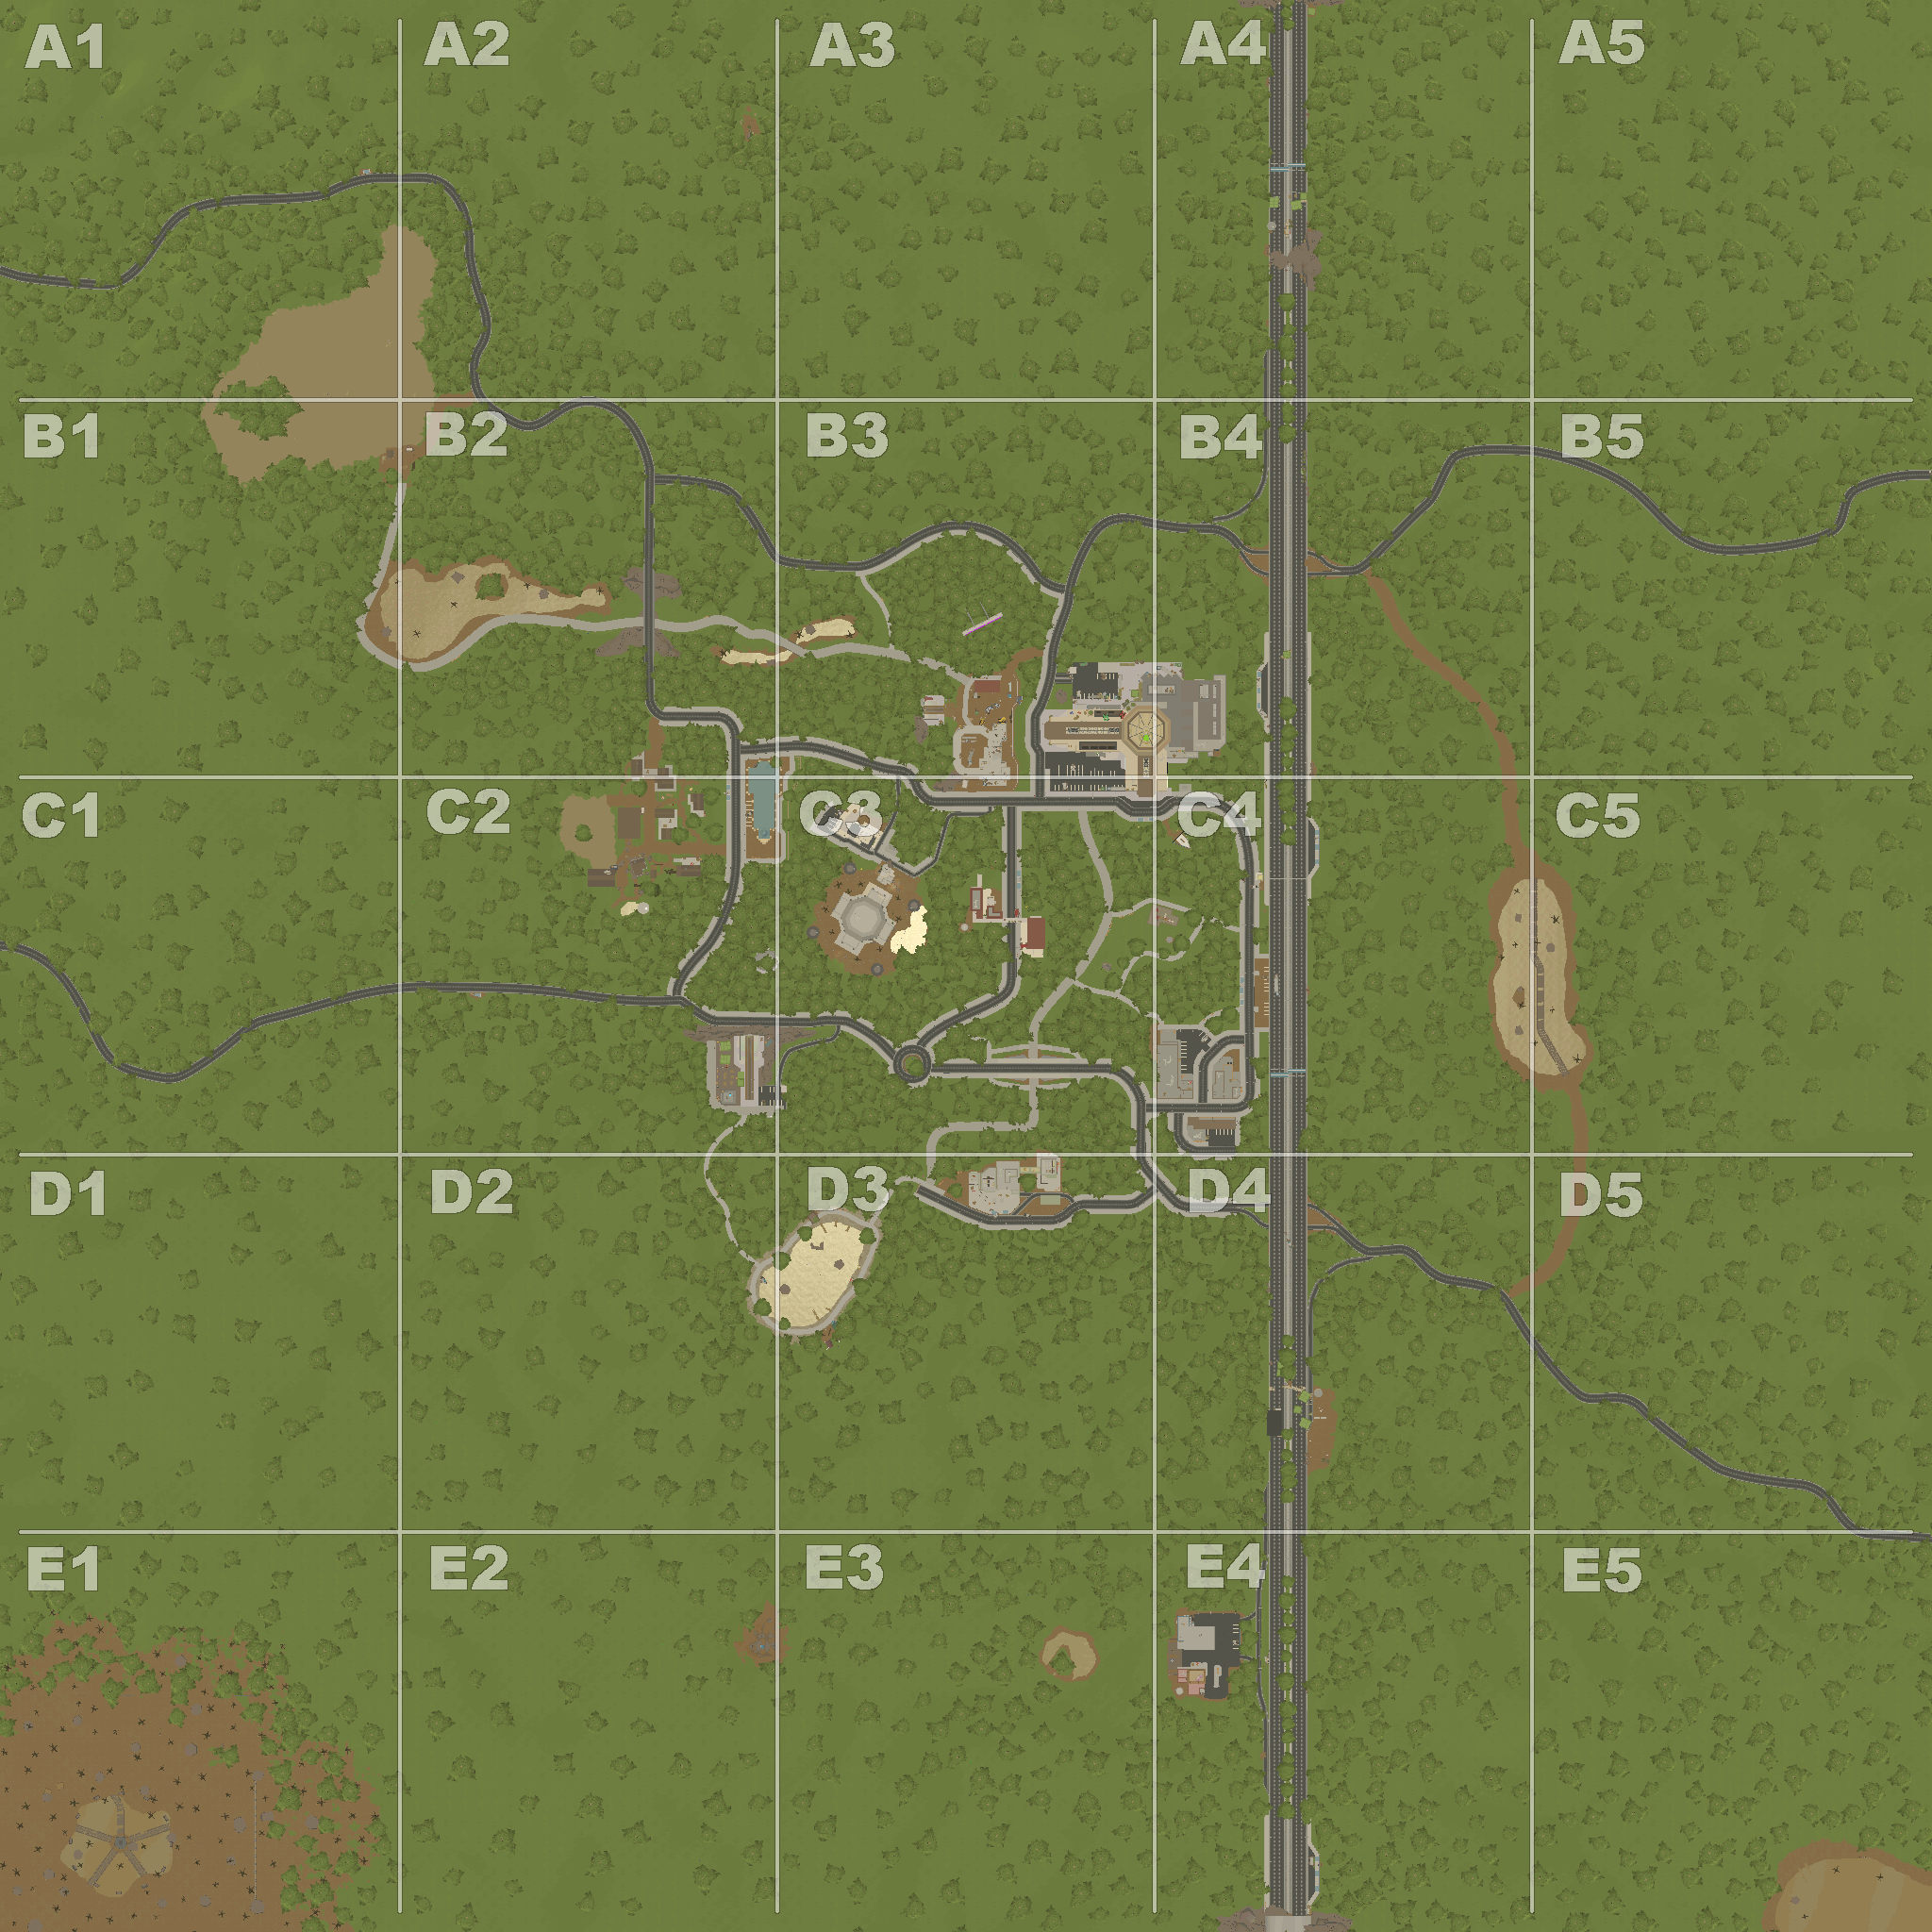 A1 A2 A3 A4 A5
B1 B2 B3 B4 B5
C1 C2 C3 C4 C5
D1 D2 D3 D4 D5
E1 E2 E3 E4 E5